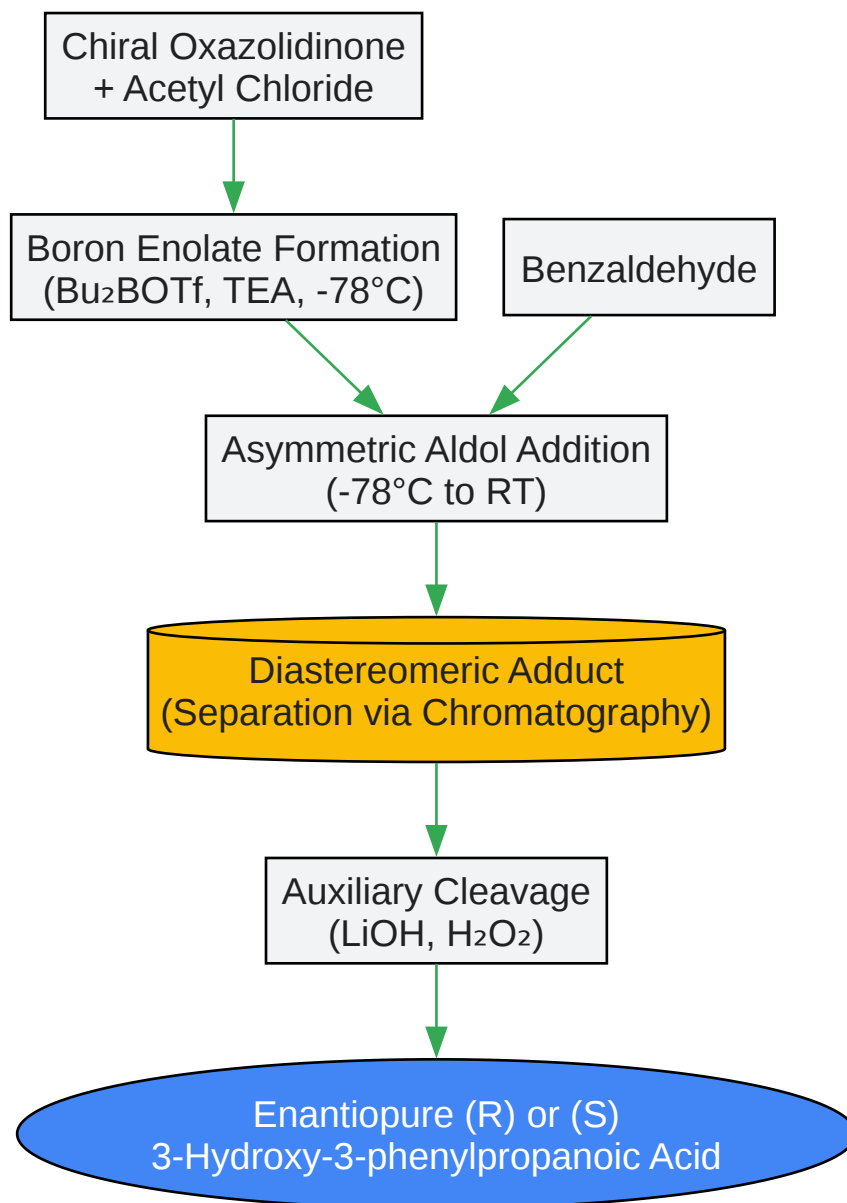 Chiral Oxazolidinone
+ Acetyl Chloride
Boron Enolate Formation
(Bu₂BOTf, TEA, -78°C)
Benzaldehyde
Asymmetric Aldol Addition
(-78°C to RT)
Diastereomeric Adduct
(Separation via Chromatography)
Auxiliary Cleavage
(LiOH, H₂O₂)
Enantiopure (R) or (S)
3-Hydroxy-3-phenylpropanoic Acid